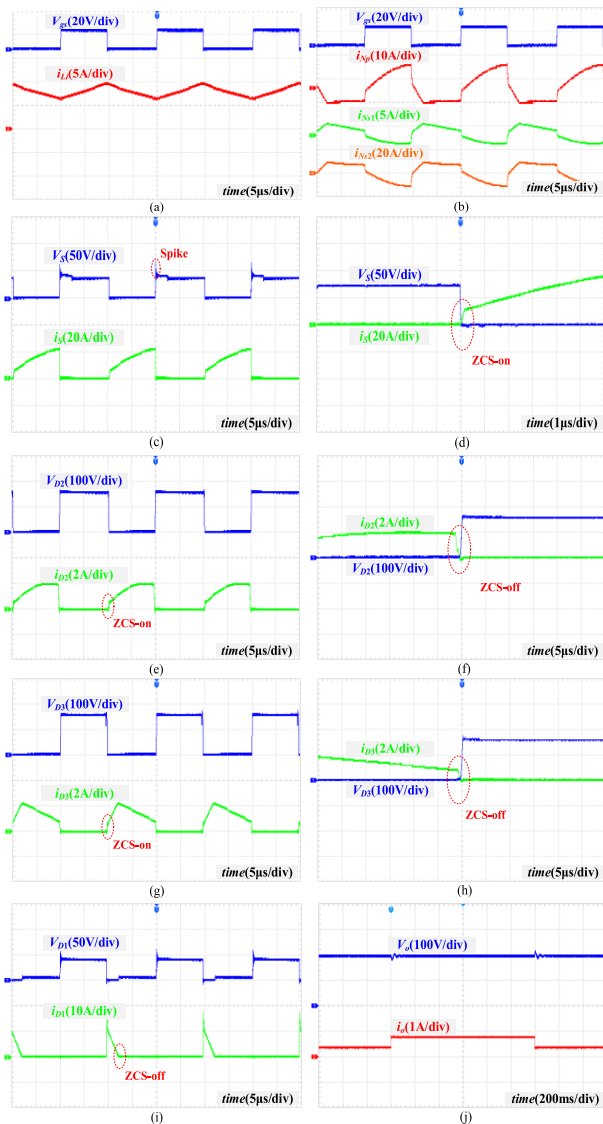 Vgs(20V/div)
iLi(5A/div)
time(5μs/div)
(a)
Vgs(20V/div)
iNp(10A/div)
iNs1(5A/div)
iNs2(20A/div)
time(5μs/div)
(b)
VS(50V/div)
Spike
iS(20A/div)
time(5μs/div)
(c)
VS(50V/div)
iS(20A/div)
ZCS-on
time(1μs/div)
(d)
VD2(100V/div)
iD2(2A/div)
ZCS-on
time(5μs/div)
(e)
iD2(2A/div)
VD2(100V/div)
ZCS-off
time(5μs/div)
(f)
VD3(100V/div)
iD3(2A/div)
ZCS-on
time(5μs/div)
(g)
iD3(2A/div)
VD3(100V/div)
ZCS-off
time(5μs/div)
(h)
VD1(50V/div)
iD1(10A/div)
ZCS-off
time(5μs/div)
(i)
Vo(100V/div)
io(1A/div)
time(200ms/div)
(j)